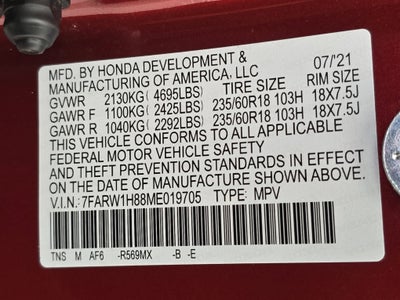 MFD. BY HONDA DEVELOPMENT & 07/'21
MANUFACTURING OF AMERICA, LLC
GVWR 2130KG(4695LBS) TIRE SIZE RIM SIZE
GAWR F 1100KG(2425LBS) 235/60R18 103H 18X7.5J
GAWR R 1040KG(2292LBS) 235/60R18 103H 18X7.5J
THIS VEHICLE CONFORMS TO ALL APPLICABLE
FEDERAL MOTOR VEHICLE SAFETY
AND THEFT PREVENTION STANDARDS IN EFFECT
ON THE DATE OF MANUFACTURE SHOWN ABOVE.
V.I.N: 7FARW1H88ME019705 TYPE: MPV
TNS M AF6 -R569MX -B -E